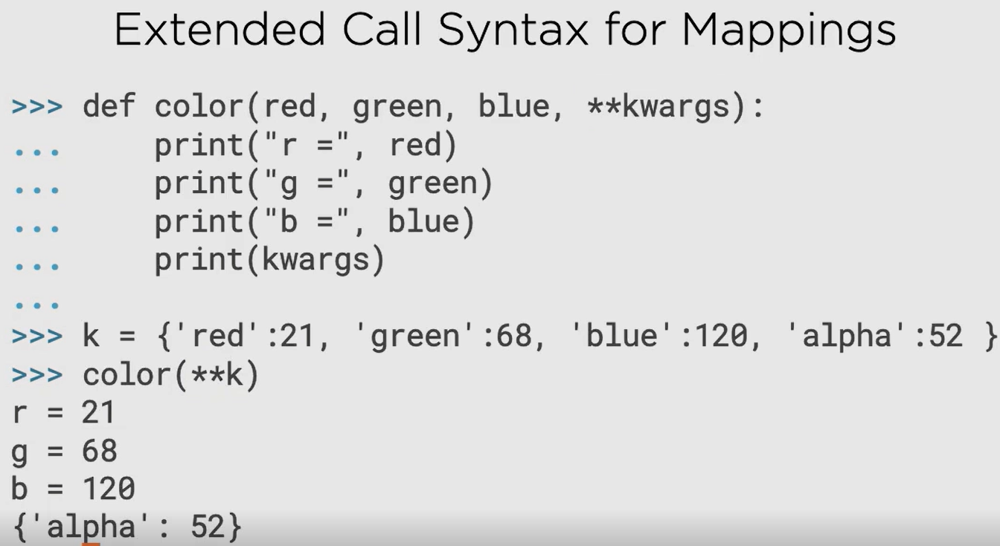 Extended Call Syntax for Mappings
>>> def color(red, green, blue, **kwargs):
...     print("r =", red)
...     print("g =", green)
...     print("b =", blue)
...     print(kwargs)
...
>>> k = {'red':21, 'green':68, 'blue':120, 'alpha':52 }
>>> color(**k)
r = 21
g = 68
b = 120
{'alpha': 52}